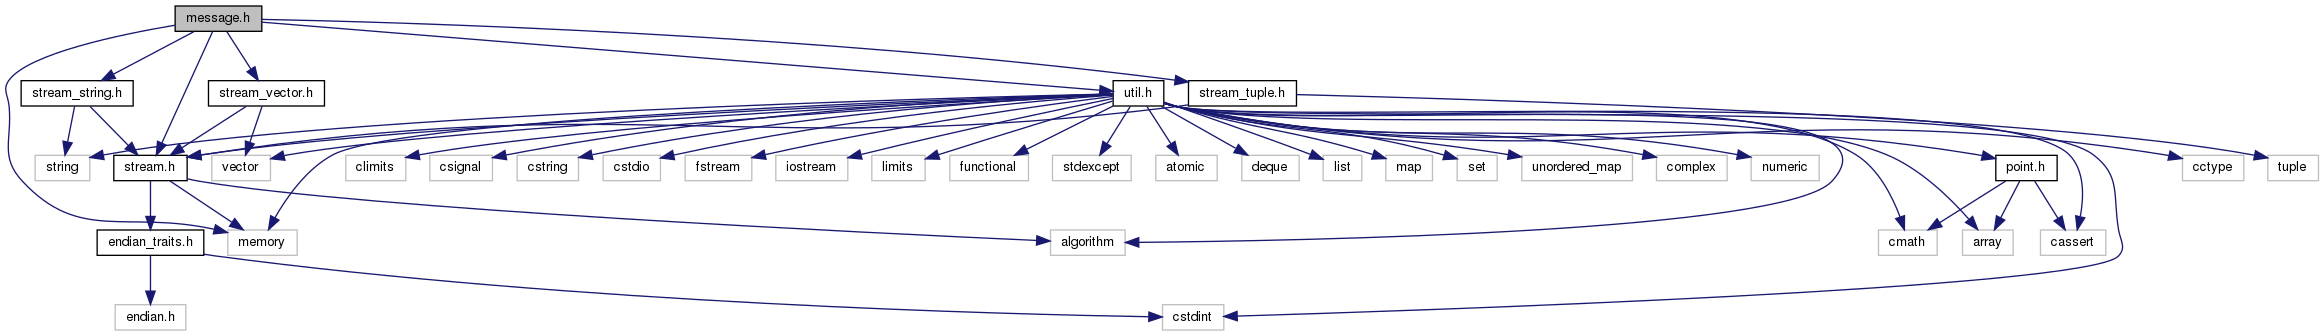 message.h
stream_string.h
stream_vector.h
util.h
stream_tuple.h
string
stream.h
vector
climits
csignal
cstring
cstdio
fstream
iostream
limits
functional
stdexcept
atomic
deque
list
map
set
unordered_map
complex
numeric
point.h
cctype
tuple
endian_traits.h
memory
algorithm
cmath
array
cassert
endian.h
cstdint